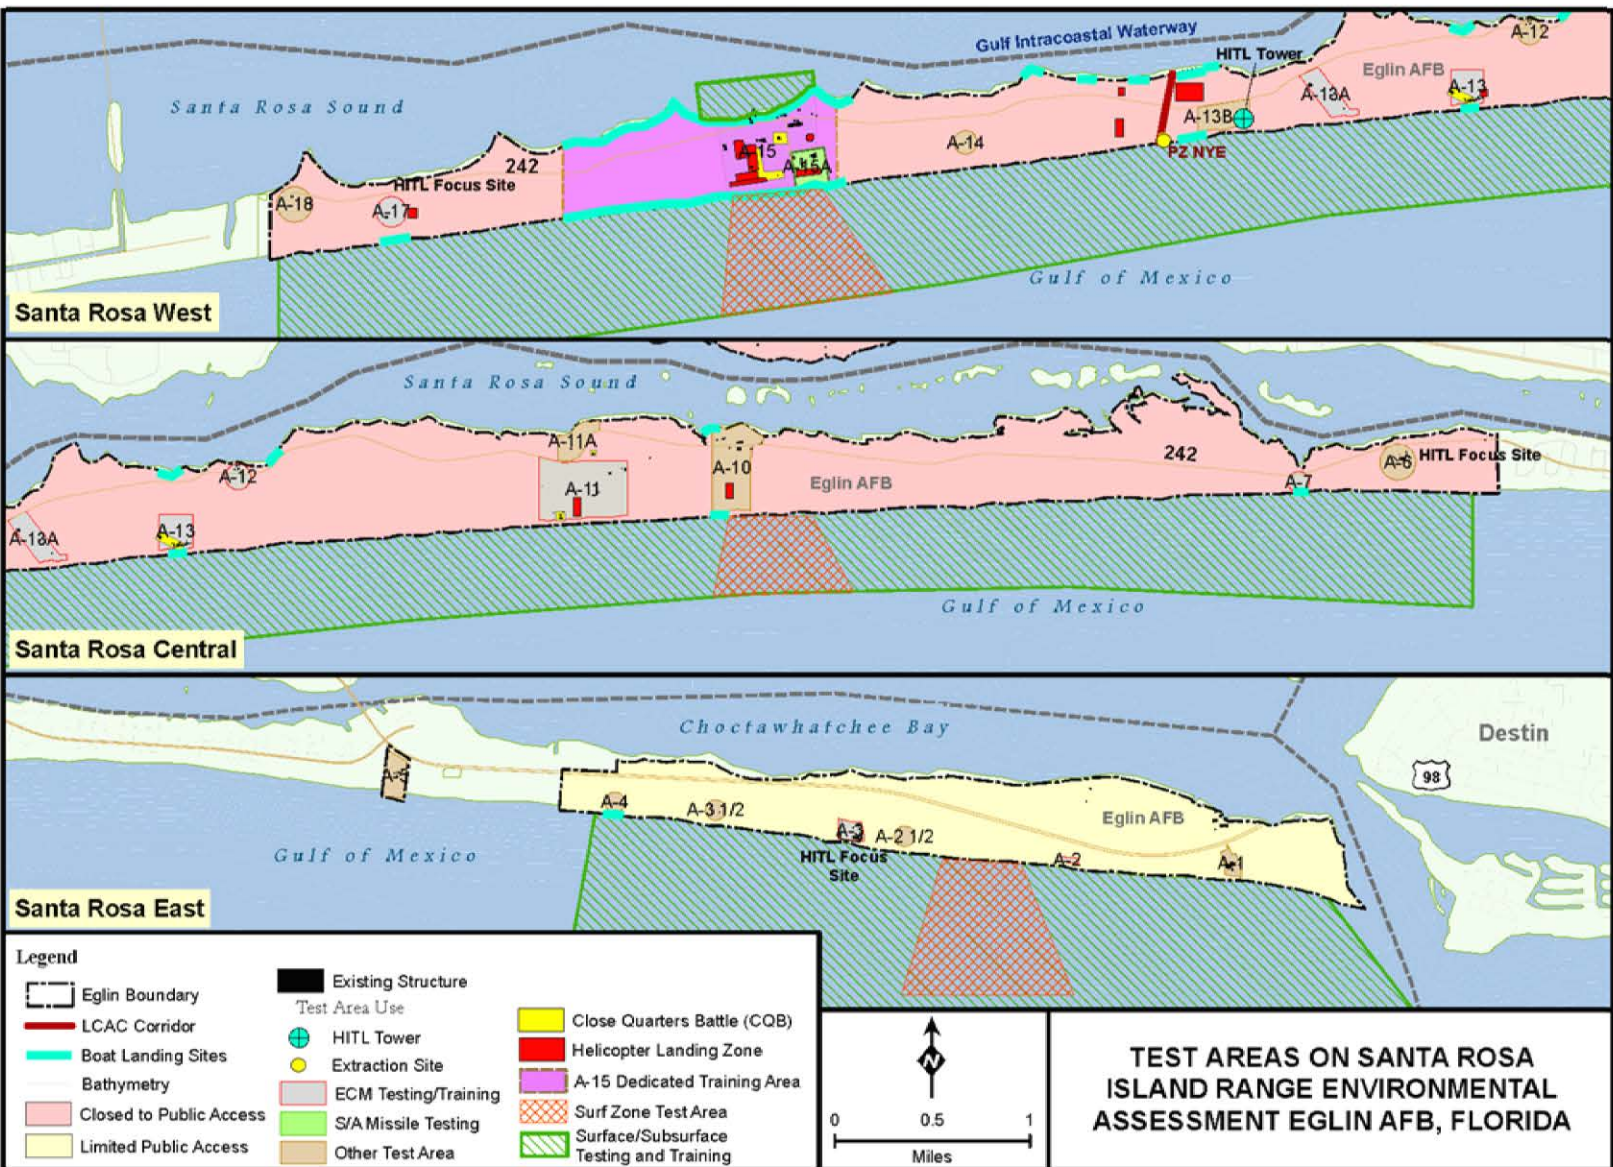 Gulf Intracoastal Waterway
HITL Tower
A-12
Eglin AFB
Santa Rosa Sound
A-13A
A-13
A-13B
A-15
A-14
PZ NYE
242
A-15A
HITL Focus Site
A-18
A-17
Gulf of Mexico
Santa Rosa West
Santa Rosa Sound
A-11A
242
HITL Focus Site
A-6
A-12
A-10
A-7
Eglin AFB
A-11
A-13
A-13A
Gulf of Mexico
Santa Rosa Central
Choctawhatchee Bay
Destin
98
A-4
A-3 1/2
Eglin AFB
A-3
A-2 1/2
HITL Focus
Site
A-2
A-1
Gulf of Mexico
Santa Rosa East
Legend
Eglin Boundary
LCAC Corridor
Boat Landing Sites
Bathymetry
Closed to Public Access
Limited Public Access
Existing Structure
Test Area Use
HITL Tower
Extraction Site
ECM Testing/Training
S/A Missile Testing
Other Test Area
Close Quarters Battle (CQB)
Helicopter Landing Zone
A-15 Dedicated Training Area
Surf Zone Test Area
Surface/Subsurface
Testing and Training
N
0 0.5 1
Miles
TEST AREAS ON SANTA ROSA
ISLAND RANGE ENVIRONMENTAL
ASSESSMENT EGLIN AFB, FLORIDA